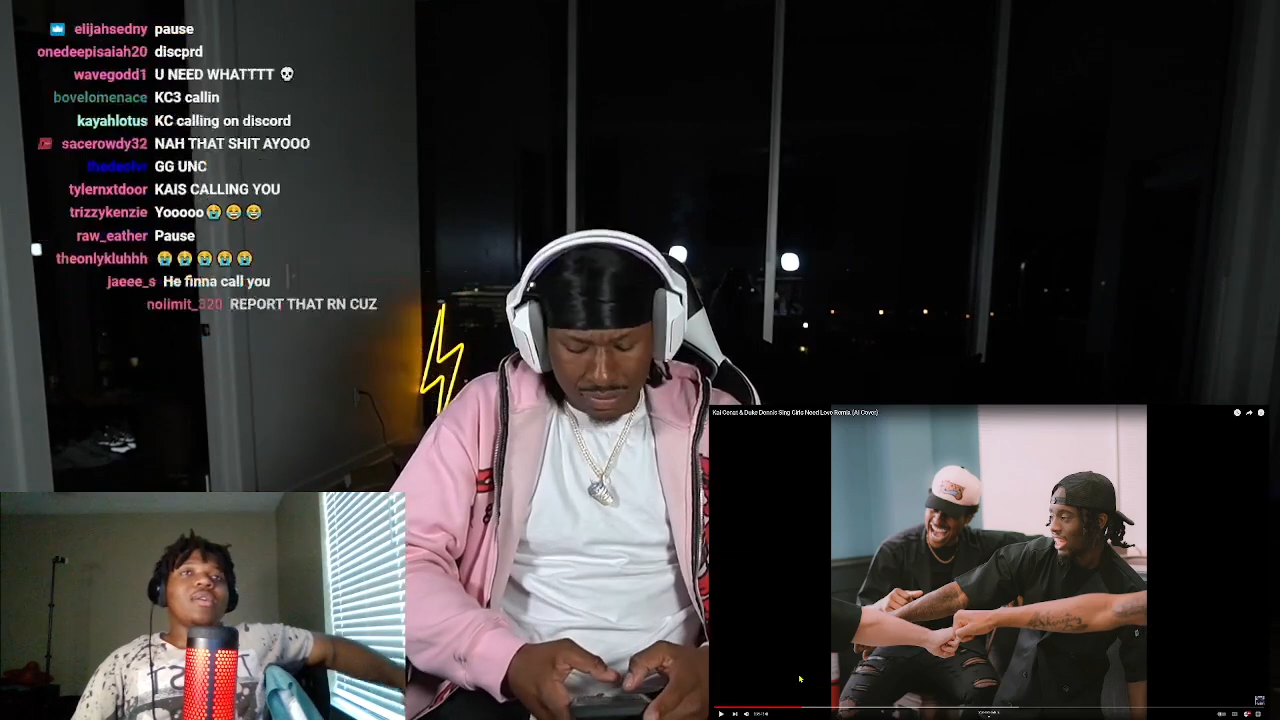 elijahsedny pause
onedeepisaiah20 discprd
wavegodd1 U NEED WHATTTT 💀
bovelomenace KC3 callin
kayahlotus KC calling on discord
sacerowdy32 NAH THAT SHIT AYOOO
GG UNC
tylernxtdoor KAIS CALLING YOU
trizzykenzie Yooooo😭😂😂
raw_eather Pause
theonlykluhhh 😭😭😭😭😭
jaeee_s He finna call you
nolimit_320 REPORT THAT RN CUZ
Kai Cenat & Duke Dennis Sing Girls Need Love Remix (AI Cover)